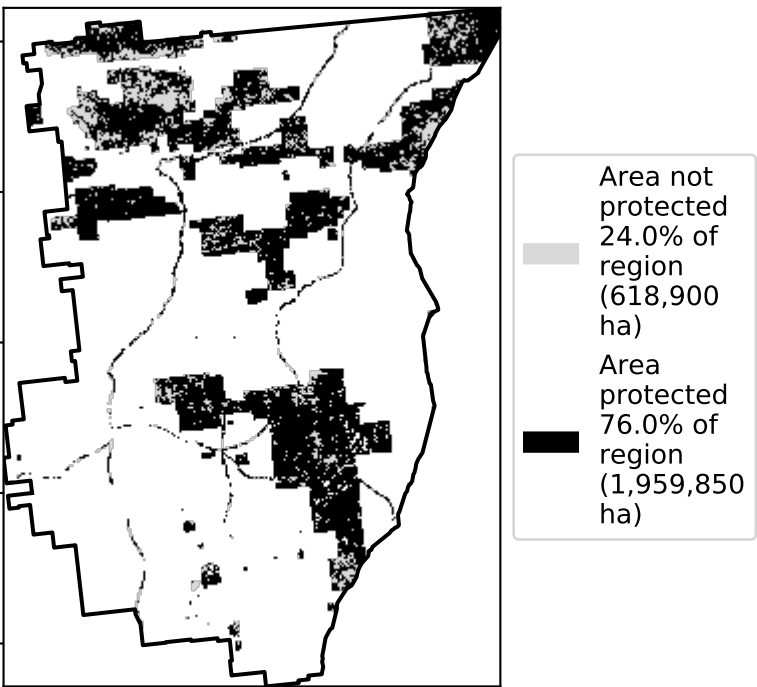 Area not
protected
24.0% of
region
(618,900
ha)
Area
protected
76.0% of
region
(1,959,850
ha)